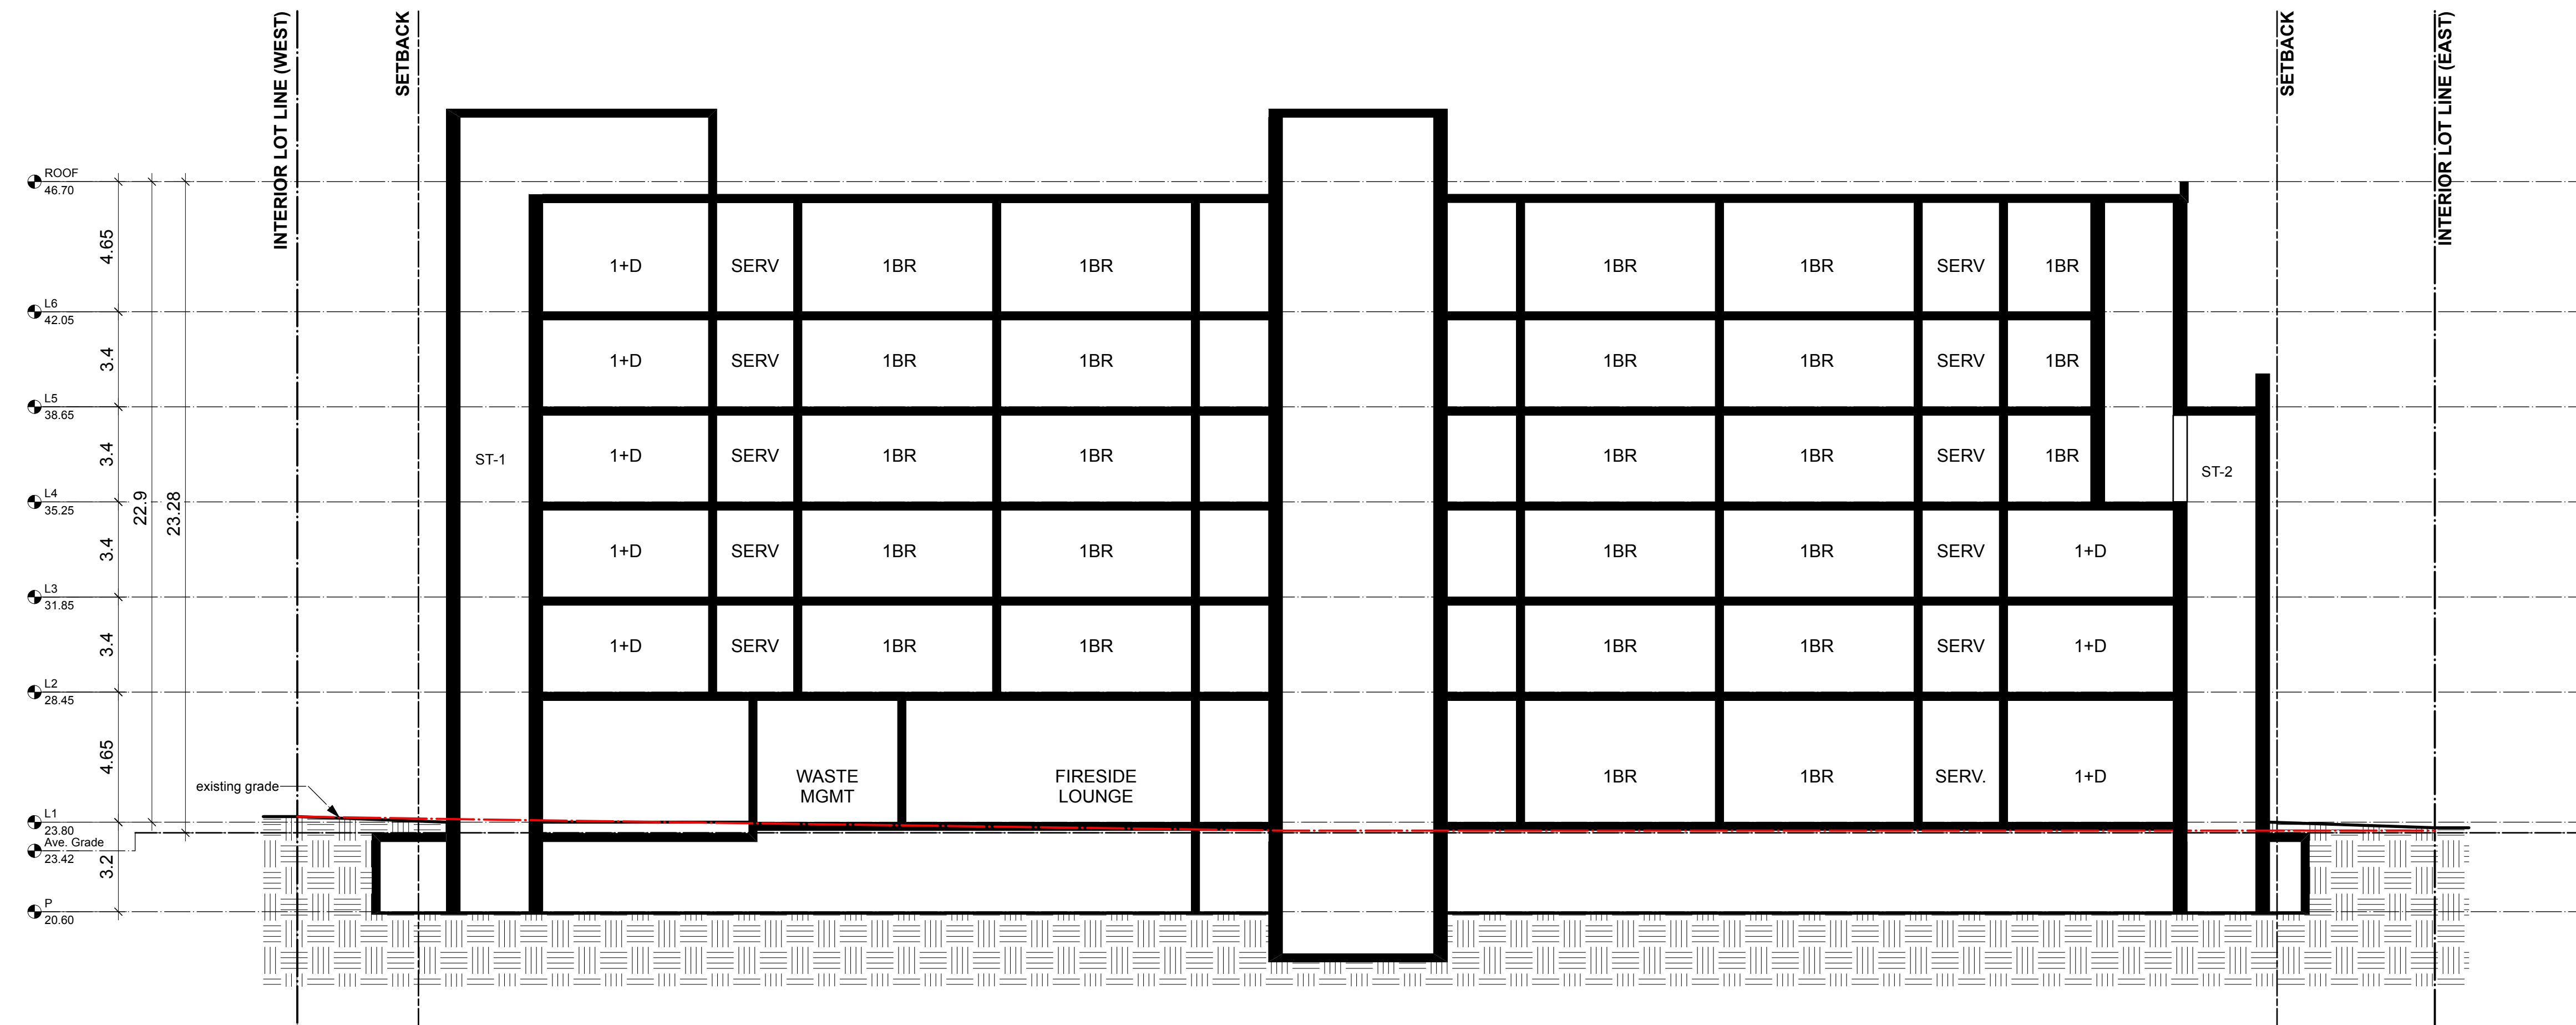 INTERIOR LOT LINE (WEST)
SETBACK
SETBACK
INTERIOR LOT LINE (EAST)
ROOF
46.70
4.65
1+D SERV 1BR 1BR 1BR 1BR SERV 1BR
L6
42.05
3.4
1+D SERV 1BR 1BR 1BR 1BR SERV 1BR
L5
38.65
3.4
ST-1 1+D SERV 1BR 1BR 1BR 1BR SERV 1BR ST-2
L4
35.25
22.9
23.28
3.4
1+D SERV 1BR 1BR 1BR 1BR SERV 1+D
L3
31.85
3.4
1+D SERV 1BR 1BR 1BR 1BR SERV 1+D
L2
28.45
4.65
WASTE
MGMT
FIRESIDE
LOUNGE
1BR 1BR SERV. 1+D
existing grade
L1
23.80
Ave. Grade
23.42
3.2
P
20.60